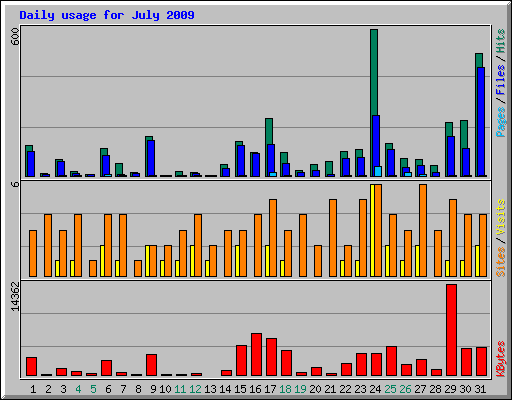 Daily usage for July 2009
600
Pages / Files / Hits
6
Sites / Visits
14362
KBytes
1 2 3 4 5 6 7 8 9 10 11 12 13 14 15 16 17 18 19 20 21 22 23 24 25 26 27 28 29 30 31